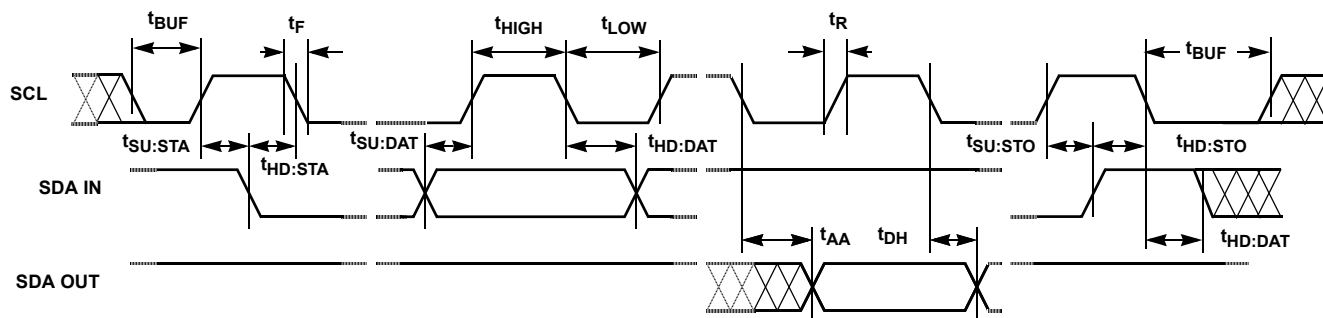 tBUF tF tHIGH tLOW tR tBUF
SCL
tSU:STA tHD:STA tSU:DAT tHD:DAT tSU:STO tHD:STO
SDA IN
tAA tDH tHD:DAT
SDA OUT